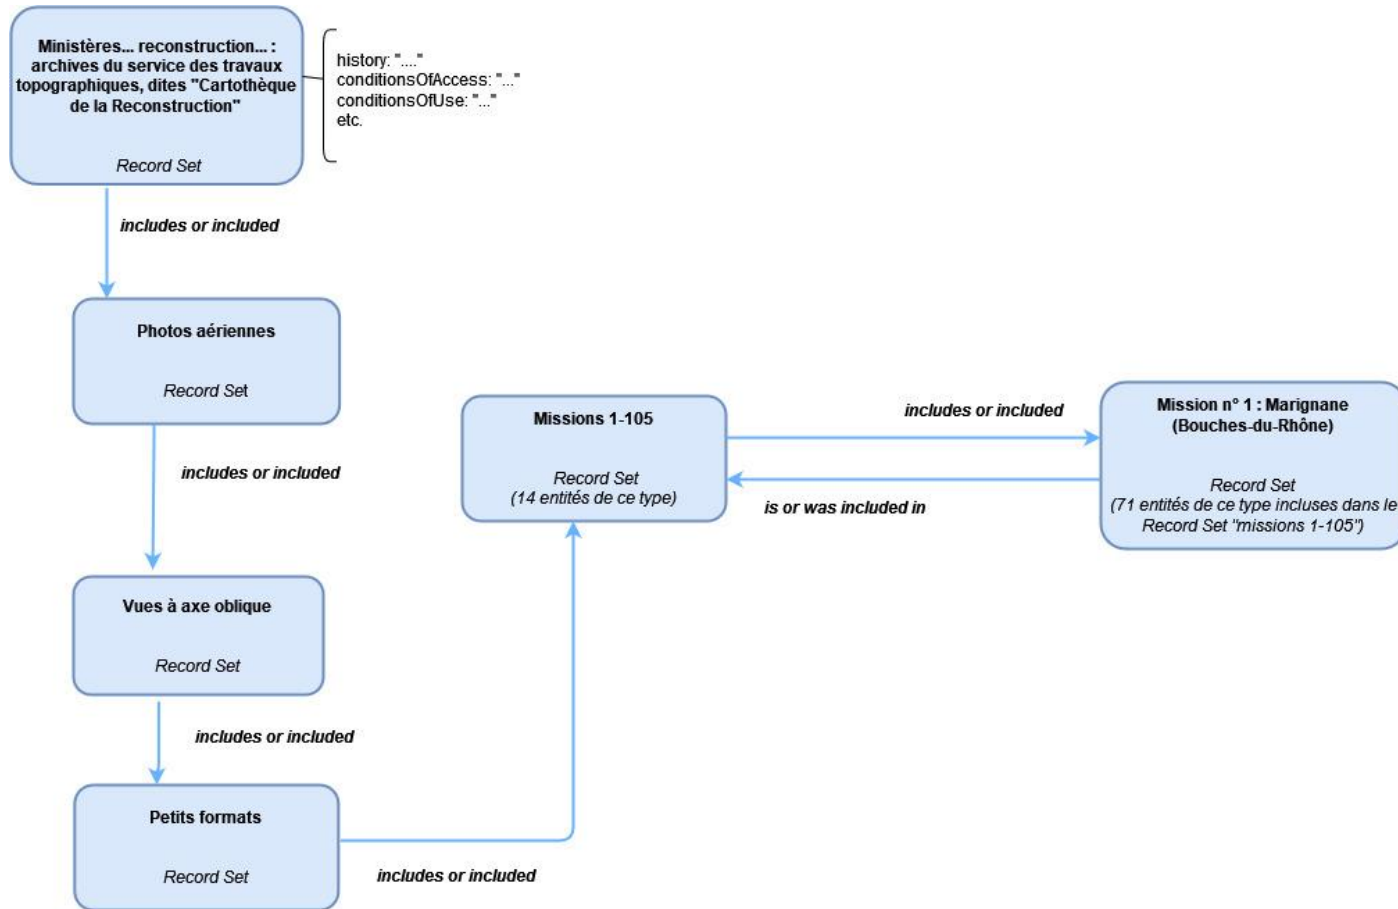 Ministères... reconstruction... :
archives du service des travaux
topographiques, dites "Cartothèque
de la Reconstruction"
Record Set
history: "...."
conditionsOfAccess: "..."
conditionsOfUse: "..."
etc.
includes or included
Photos aériennes
Record Set
includes or included
Vues à axe oblique
Record Set
includes or included
Petits formats
Record Set
includes or included
Missions 1-105
Record Set
(14 entités de ce type)
includes or included
is or was included in
Mission n° 1 : Marignane
(Bouches-du-Rhône)
Record Set
(71 entités de ce type incluses dans le
Record Set "missions 1-105")